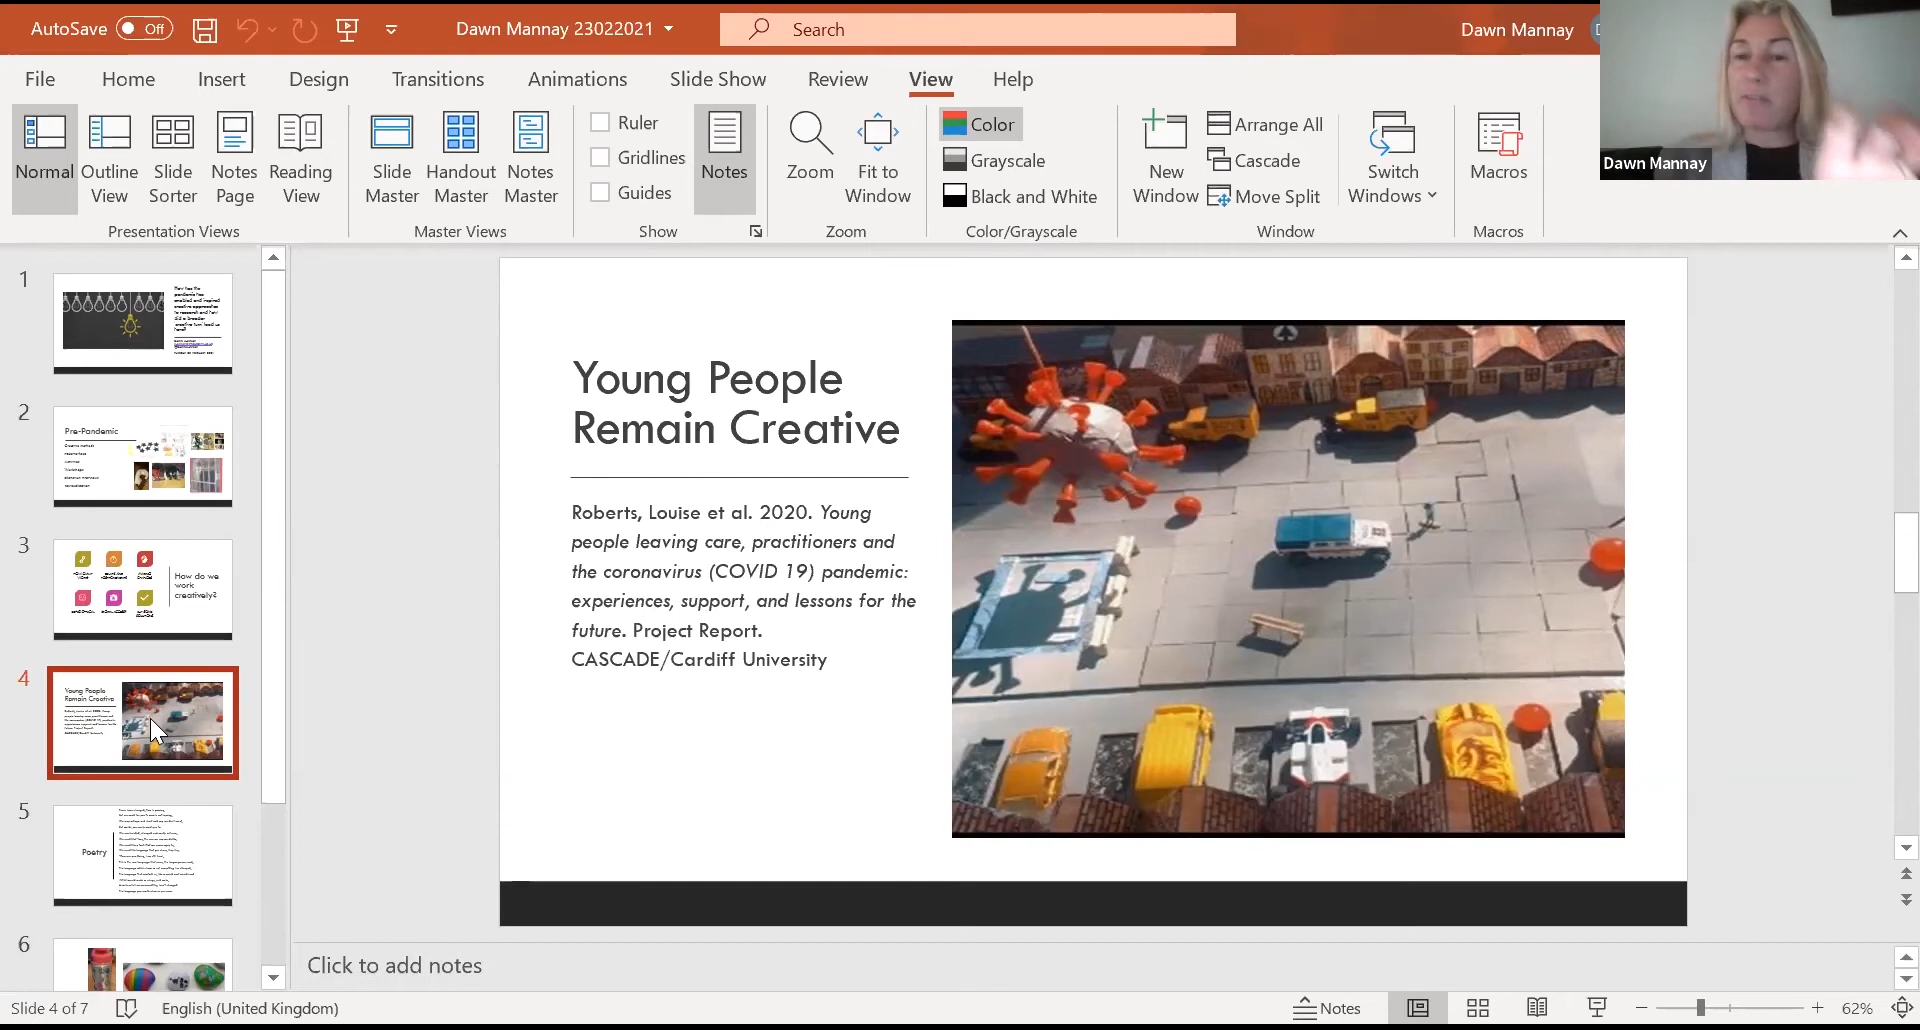 AutoSave Off Dawn Mannay 23022021 Search Dawn Mannay
File Home Insert Design Transitions Animations Slide Show Review View Help
Normal
Outline View
Slide Sorter
Notes Page
Reading View
Presentation Views
Slide Master
Handout Master
Notes Master
Master Views
Ruler
Gridlines
Guides
Notes
Show
Zoom
Fit to Window
Zoom
Color
Grayscale
Black and White
Color/Grayscale
New Window
Arrange All
Cascade
Move Split
Switch Windows
Window
Macros
Macros
Dawn Mannay
1
2
Pre-Pandemic
3
How do we
work
creatively?
4
Young People
Remain Creative
5
Poetry
6
Young People
Remain Creative
Roberts, Louise et al. 2020. Young
people leaving care, practitioners and
the coronavirus (COVID 19) pandemic:
experiences, support, and lessons for the
future. Project Report.
CASCADE/Cardiff University
Click to add notes
Slide 4 of 7 English (United Kingdom) Notes 62%